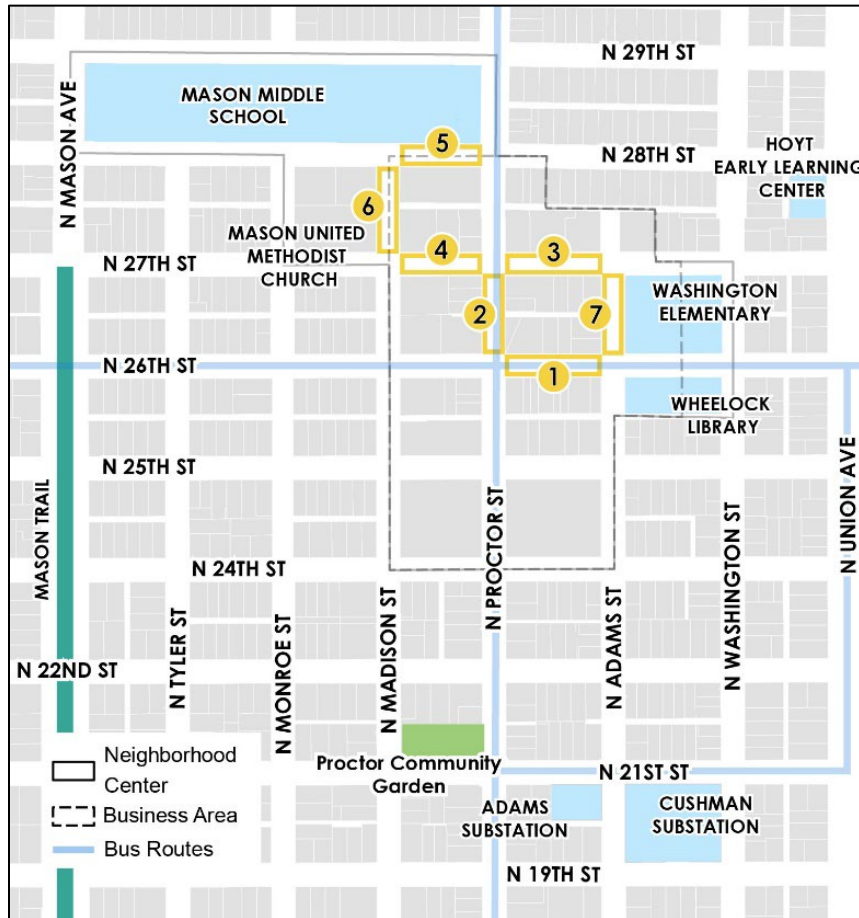 N 29TH ST
N MASON AVE
MASON MIDDLE
SCHOOL
5
N 28TH ST
HOYT
EARLY LEARNING
CENTER
6
MASON UNITED
METHODIST
CHURCH
N 27TH ST
4
3
2
7
WASHINGTON
ELEMENTARY
N 26TH ST
1
WHEELOCK
LIBRARY
N 25TH ST
MASON TRAIL
N 24TH ST
N PROCTOR ST
N UNION AVE
N TYLER ST
N MONROE ST
N MADISON ST
N ADAMS ST
N WASHINGTON ST
N 22ND ST
Neighborhood
Center
Business Area
Bus Routes
Proctor Community
Garden
N 21ST ST
ADAMS
SUBSTATION
CUSHMAN
SUBSTATION
N 19TH ST